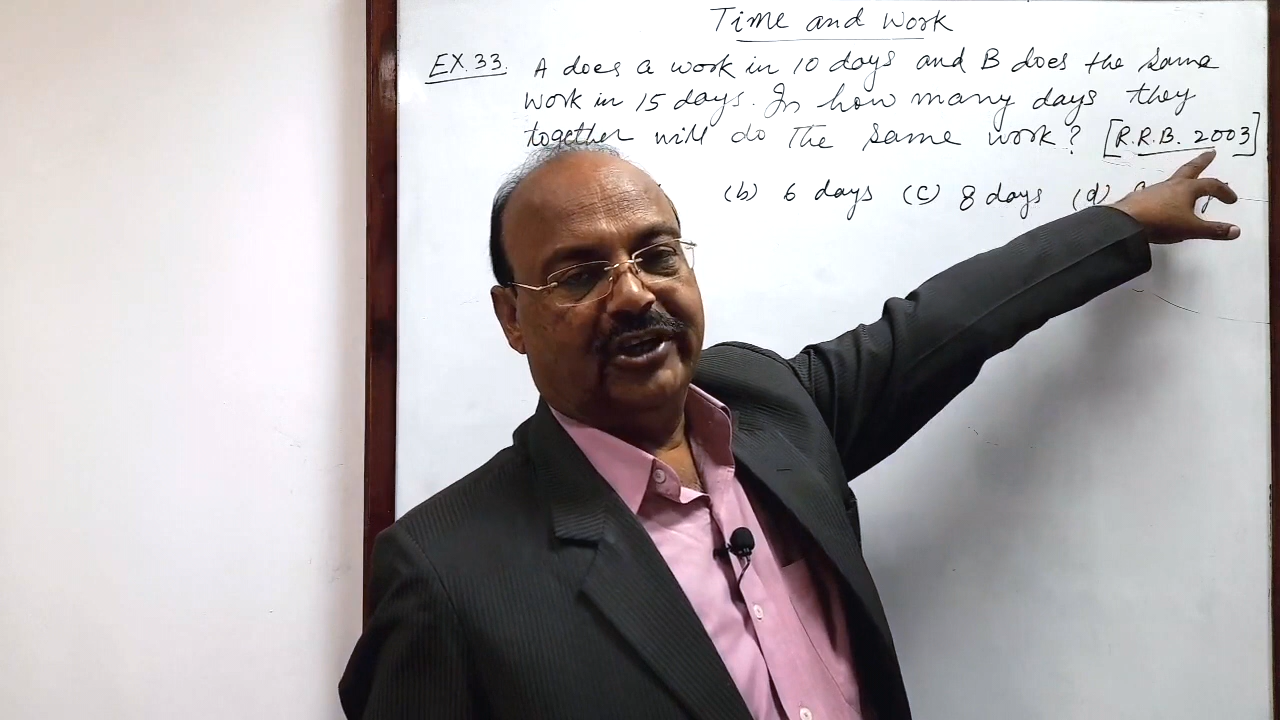 Time and Work
EX.33. A does a work in 10 days and B does the same
work in 15 days. In how many days they
together will do the same work? [R.R.B. 2003]
(b) 6 days (c) 8 days (d)